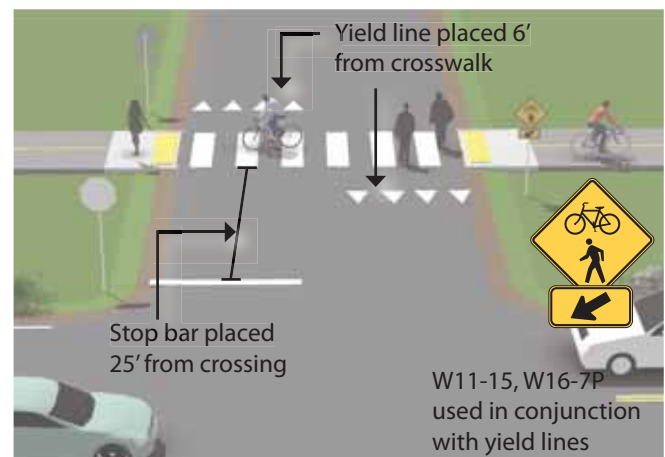 Yield line placed 6’
from crosswalk
Stop bar placed
25’ from crossing
W11-15, W16-7P
used in conjunction
with yield lines